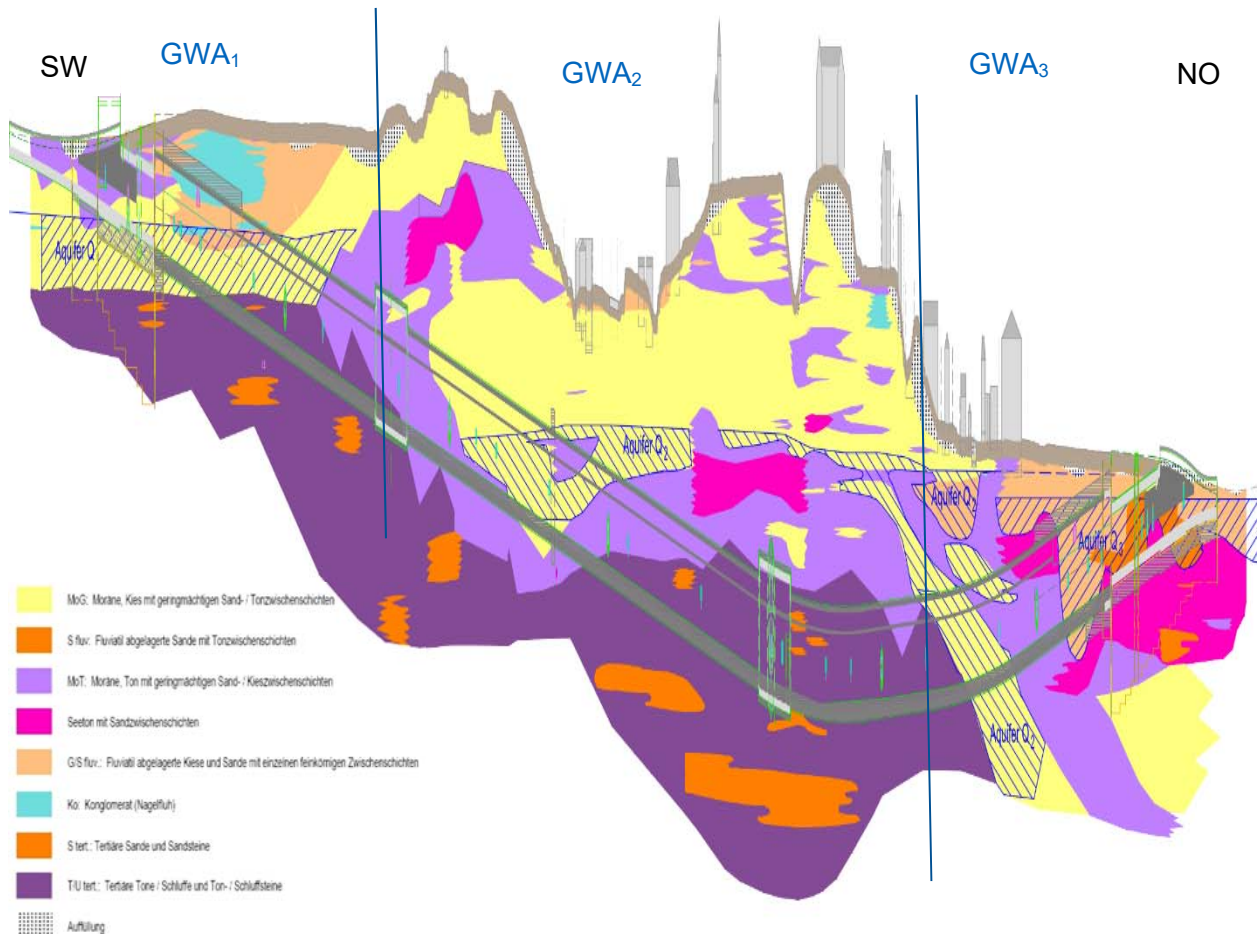 SW GWA₁ GWA₂ GWA₃ NO
Aquifer Q
Aquifer Q₂
Aquifer Q₂
Aquifer Q₃
Aquifer Q₂
MoG: Moräne, Kies mit geringmächtigen Sand- / Tonzwischenschichten
S fluv: Fluviatil abgelagerte Sande mit Tonzwischenschichten
MoT: Moräne, Ton mit geringmächtigen Sand- / Kieszwischenschichten
Seeton mit Sandzwischenschichten
G/S fluv.: Fluviatil abgelagerte Kiese und Sande mit einzelnen feinkörnigen Zwischenschichten
Ko: Konglomerat (Nagelfluh)
S tert.: Tertiäre Sande und Sandsteine
T/U tert.: Tertiäre Tone / Schluffe und Ton- / Schluffsteine
Auffüllung